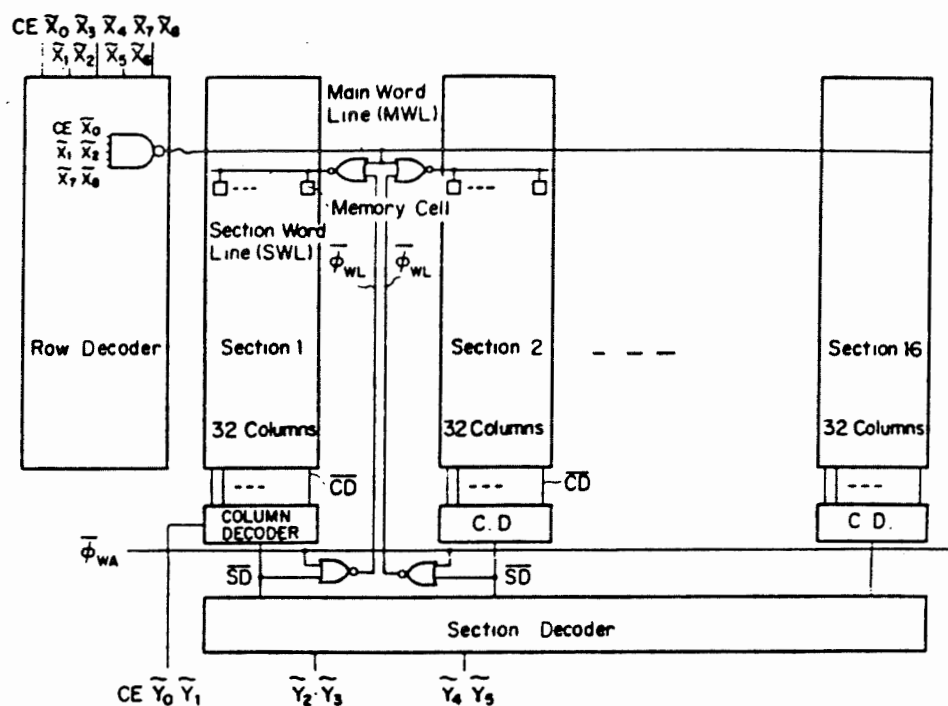 CE X̃₀ X̃₃ X̃₄ X̃₇ X̃₈
X̃₁ X̃₂ X̃₅ X̃₆
Main Word
Line (MWL)
CE X̃₀
X̃₁ X̃₂
X̃₇ X̃₈
Memory Cell
Section Word
Line (SWL)
ϕ̅WL ϕ̅WL
Row Decoder
Section 1
Section 2
Section 16
32 Columns
32 Columns
32 Columns
C̅D̅
C̅D̅
COLUMN
DECODER
C.D
C D.
ϕ̅WA
S̅D̅
S̅D̅
Section Decoder
CE Ỹ₀ Ỹ₁ Ỹ₂·Ỹ₃ Ỹ₄ Ỹ₅